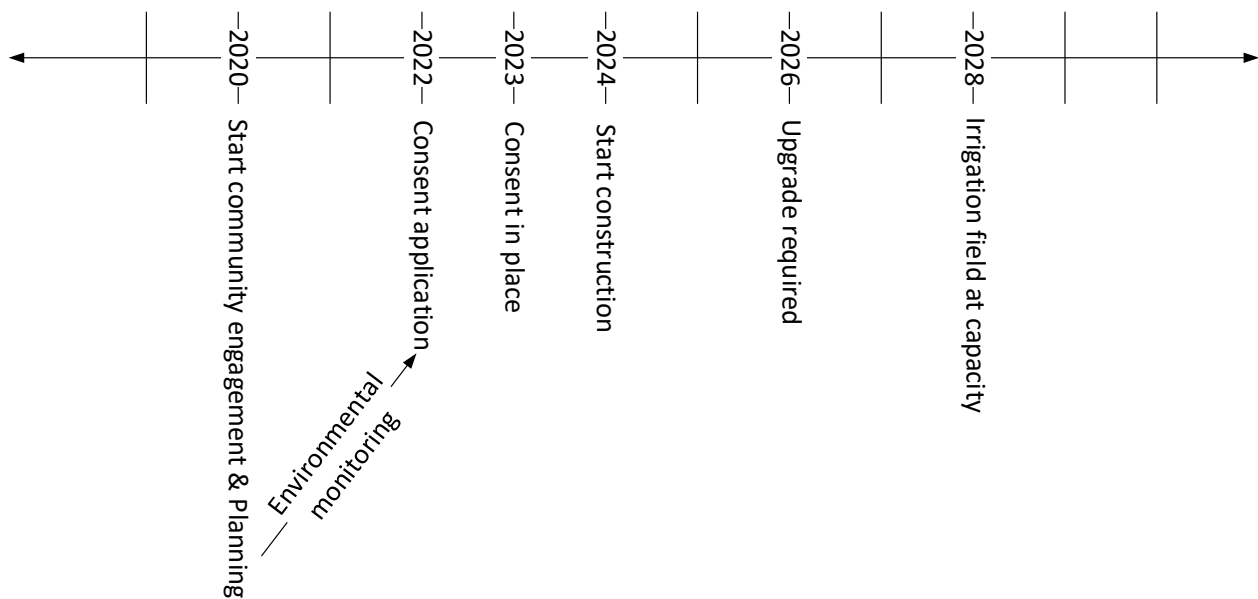 2020
Start community engagement & Planning
Environmental
monitoring
2022
Consent application
2023
Consent in place
2024
Start construction
2026
Upgrade required
2028
Irrigation field at capacity